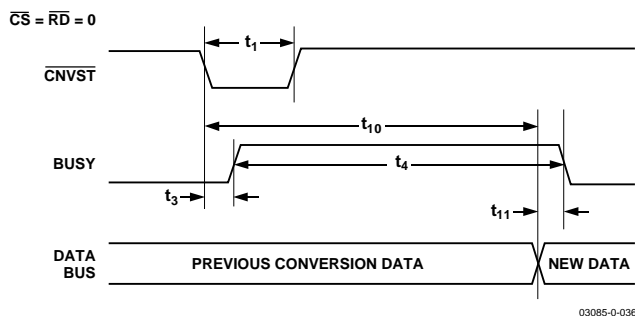 CS = RD = 0
t1
CNVST
t10
BUSY
t4
t3
t11
DATA
BUS
PREVIOUS CONVERSION DATA
NEW DATA
03085-0-036